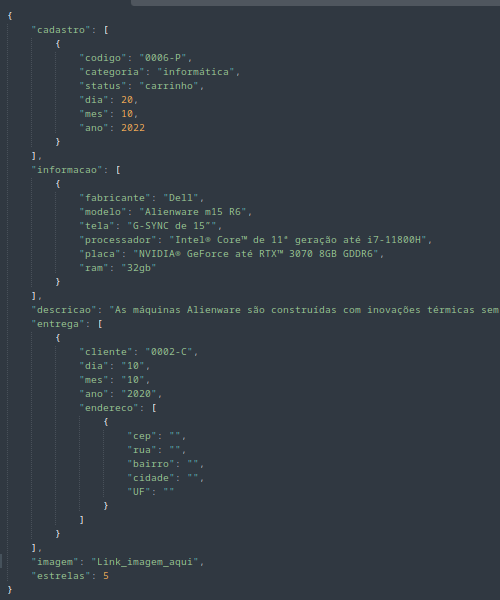 {
"cadastro": [
{
"codigo": "0006-P",
"categoria": "informática",
"status": "carrinho",
"dia": 20,
"mes": 10,
"ano": 2022
}
],
"informacao": [
{
"fabricante": "Dell",
"modelo": "Alienware m15 R6",
"tela": "G-SYNC de 15”",
"processador": "Intel® Core™ de 11ª geração até i7-11800H",
"placa": "NVIDIA® GeForce até RTX™ 3070 8GB GDDR6",
"ram": "32gb"
}
],
"descricao": "As máquinas Alienware são construídas com inovações térmicas sem
"entrega": [
{
"cliente": "0002-C",
"dia": "10",
"mes": "10",
"ano": "2020",
"endereco": [
{
"cep": "",
"rua": "",
"bairro": "",
"cidade": "",
"UF": ""
}
]
}
],
"imagem": "Link_imagem_aqui",
"estrelas": 5
}